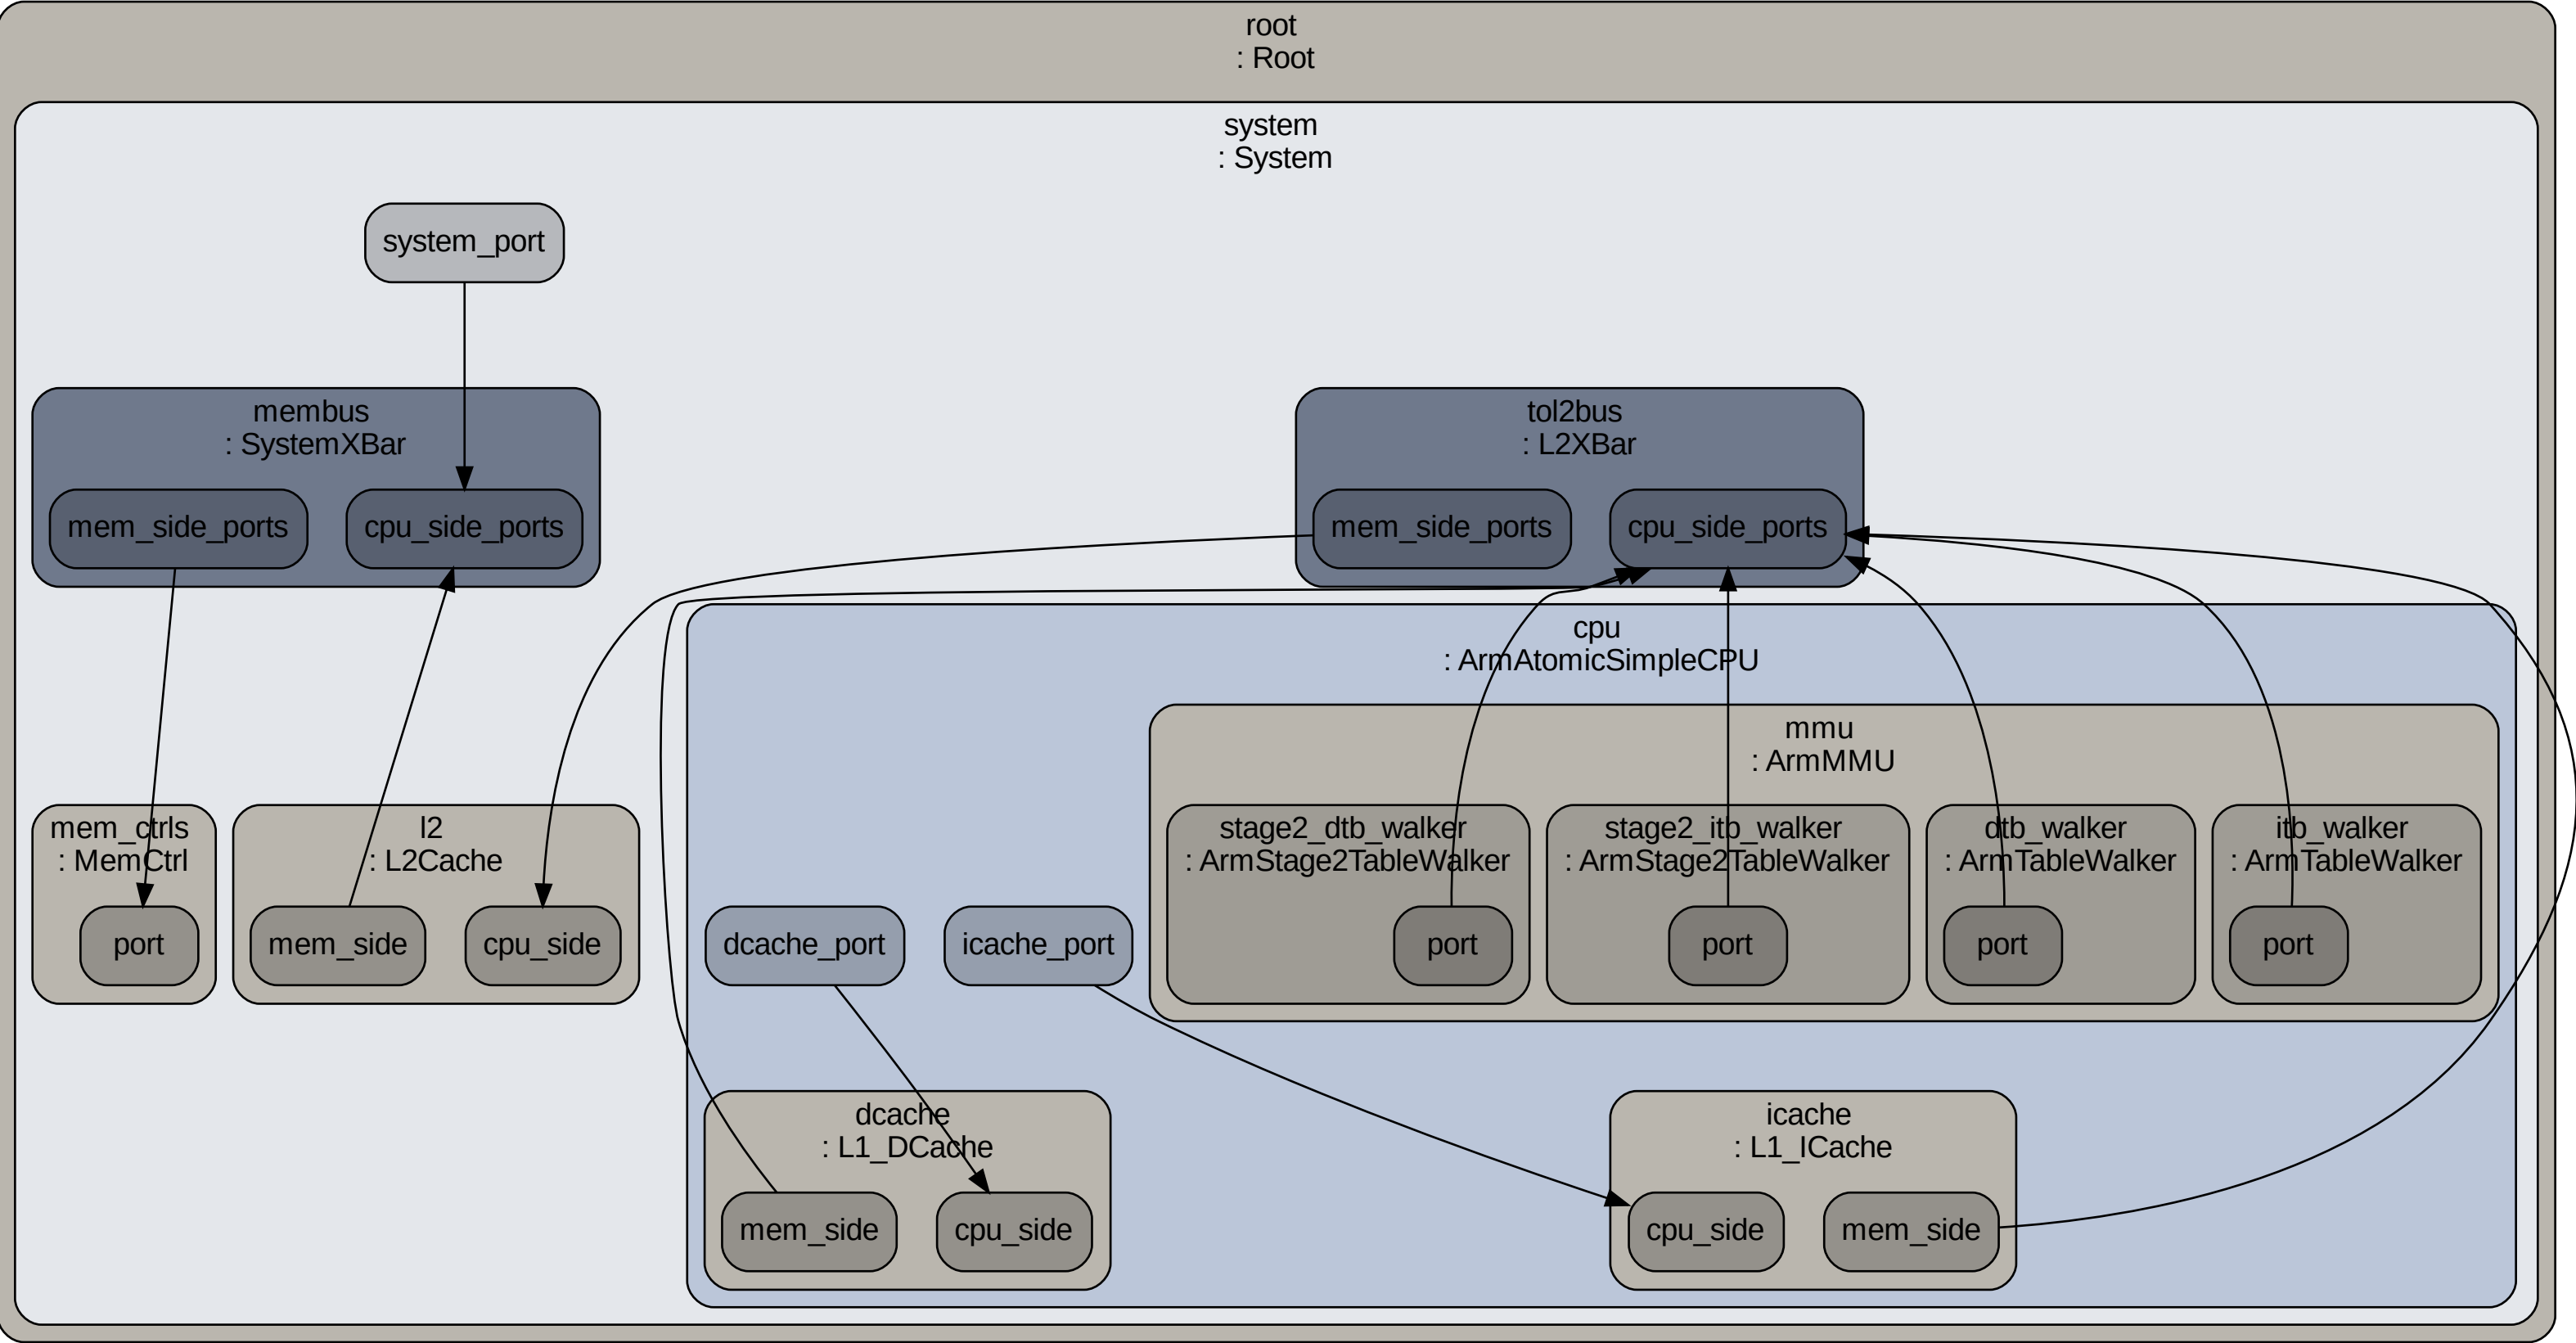 root
: Root
system
: System
system_port
membus
: SystemXBar
mem_side_ports
cpu_side_ports
tol2bus
: L2XBar
mem_side_ports
cpu_side_ports
cpu
: ArmAtomicSimpleCPU
mmu
: ArmMMU
mem_ctrls
: MemCtrl
port
l2
: L2Cache
mem_side
cpu_side
dcache_port
icache_port
stage2_dtb_walker
: ArmStage2TableWalker
port
stage2_itb_walker
: ArmStage2TableWalker
port
dtb_walker
: ArmTableWalker
port
itb_walker
: ArmTableWalker
port
dcache
: L1_DCache
mem_side
cpu_side
icache
: L1_ICache
cpu_side
mem_side